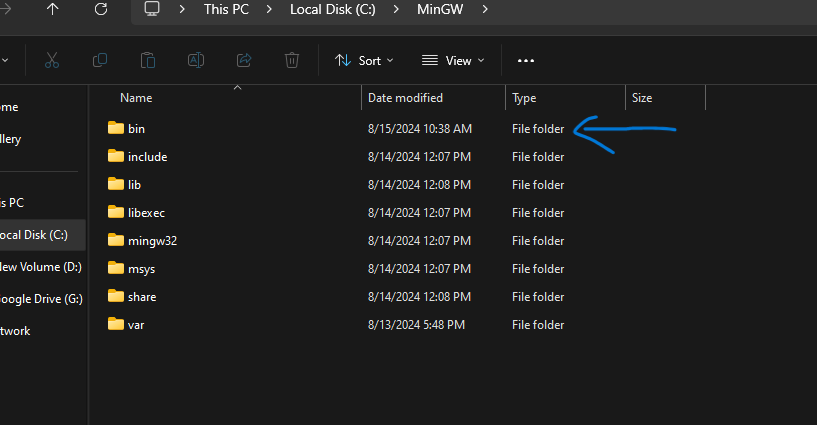 This PC > Local Disk (C:) > MinGW >
Sort View
Name Date modified Type Size
ome
llery
is PC
ocal Disk (C:)
lew Volume (D:)
oogle Drive (G:)
twork
bin 8/15/2024 10:38 AM File folder
include 8/14/2024 12:07 PM File folder
lib 8/14/2024 12:08 PM File folder
libexec 8/14/2024 12:07 PM File folder
mingw32 8/14/2024 12:07 PM File folder
msys 8/14/2024 12:07 PM File folder
share 8/14/2024 12:08 PM File folder
var 8/13/2024 5:48 PM File folder